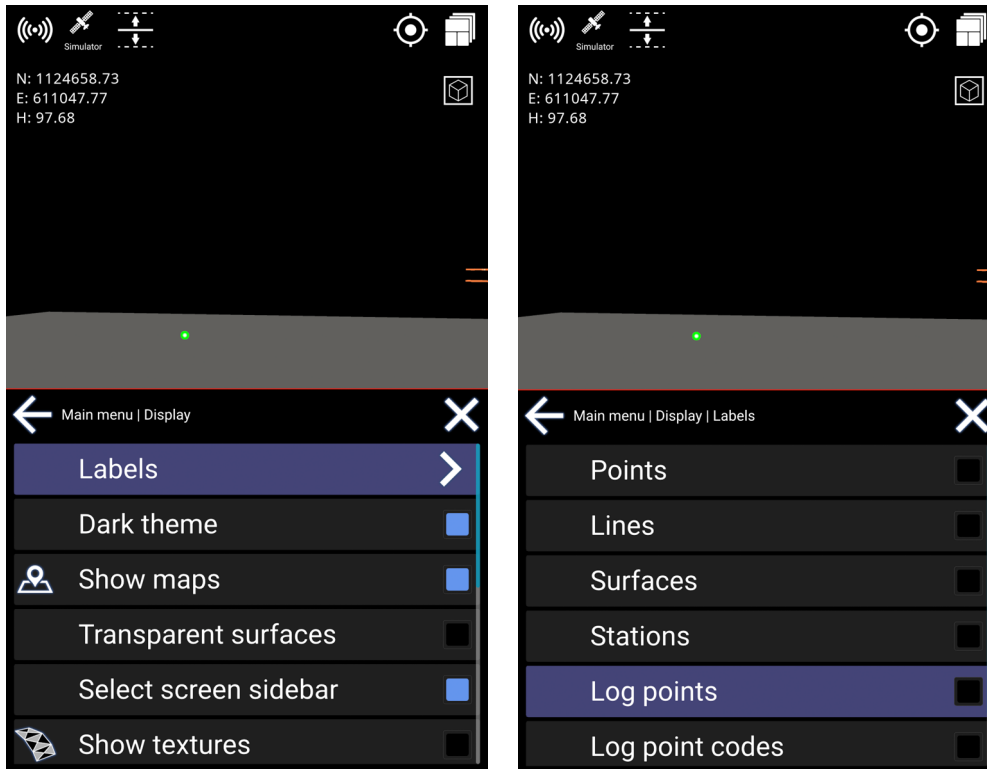 Simulator
N: 1124658.73
E: 611047.77
H: 97.68
Main menu | Display
Labels
Dark theme
Show maps
Transparent surfaces
Select screen sidebar
Show textures
Simulator
N: 1124658.73
E: 611047.77
H: 97.68
Main menu | Display | Labels
Points
Lines
Surfaces
Stations
Log points
Log point codes